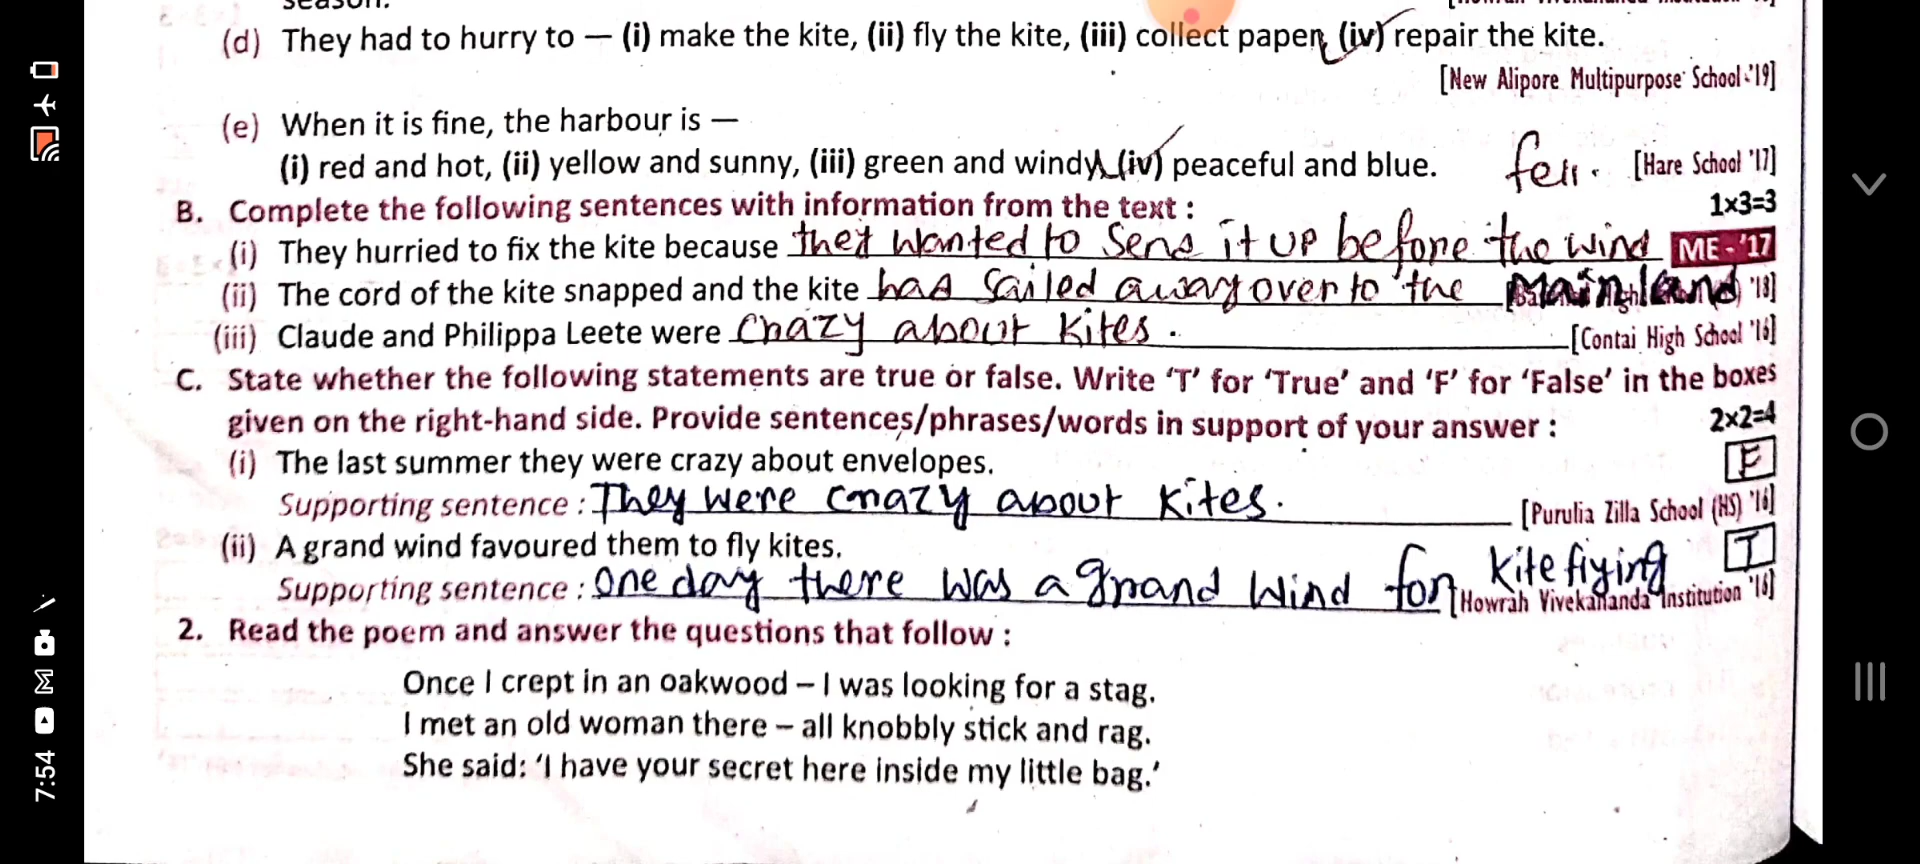 (d) They had to hurry to — (i) make the kite, (ii) fly the kite, (iii) collect paper, (iv) repair the kite.
[New Alipore Multipurpose School '19]
(e) When it is fine, the harbour is —
(i) red and hot, (ii) yellow and sunny, (iii) green and windy, (iv) peaceful and blue. fell. [Hare School '17]
B. Complete the following sentences with information from the text : 1x3=3
(i) They hurried to fix the kite because they wanted to send it up before the wind ME - '17
(ii) The cord of the kite snapped and the kite had sailed away over to the mainland '18]
(iii) Claude and Philippa Leete were crazy about kites. [Contai High School '16]
C. State whether the following statements are true or false. Write 'T' for 'True' and 'F' for 'False' in the boxes
given on the right-hand side. Provide sentences/phrases/words in support of your answer : 2x2=4
(i) The last summer they were crazy about envelopes. F
Supporting sentence : They were crazy about kites. [Purulia Zilla School (HS) '16]
(ii) A grand wind favoured them to fly kites. T
Supporting sentence : one day there was a grand wind for kite flying [Howrah Vivekananda Institution '16]
2. Read the poem and answer the questions that follow :
Once I crept in an oakwood – I was looking for a stag.
I met an old woman there – all knobbly stick and rag.
She said: 'I have your secret here inside my little bag.'
7:54